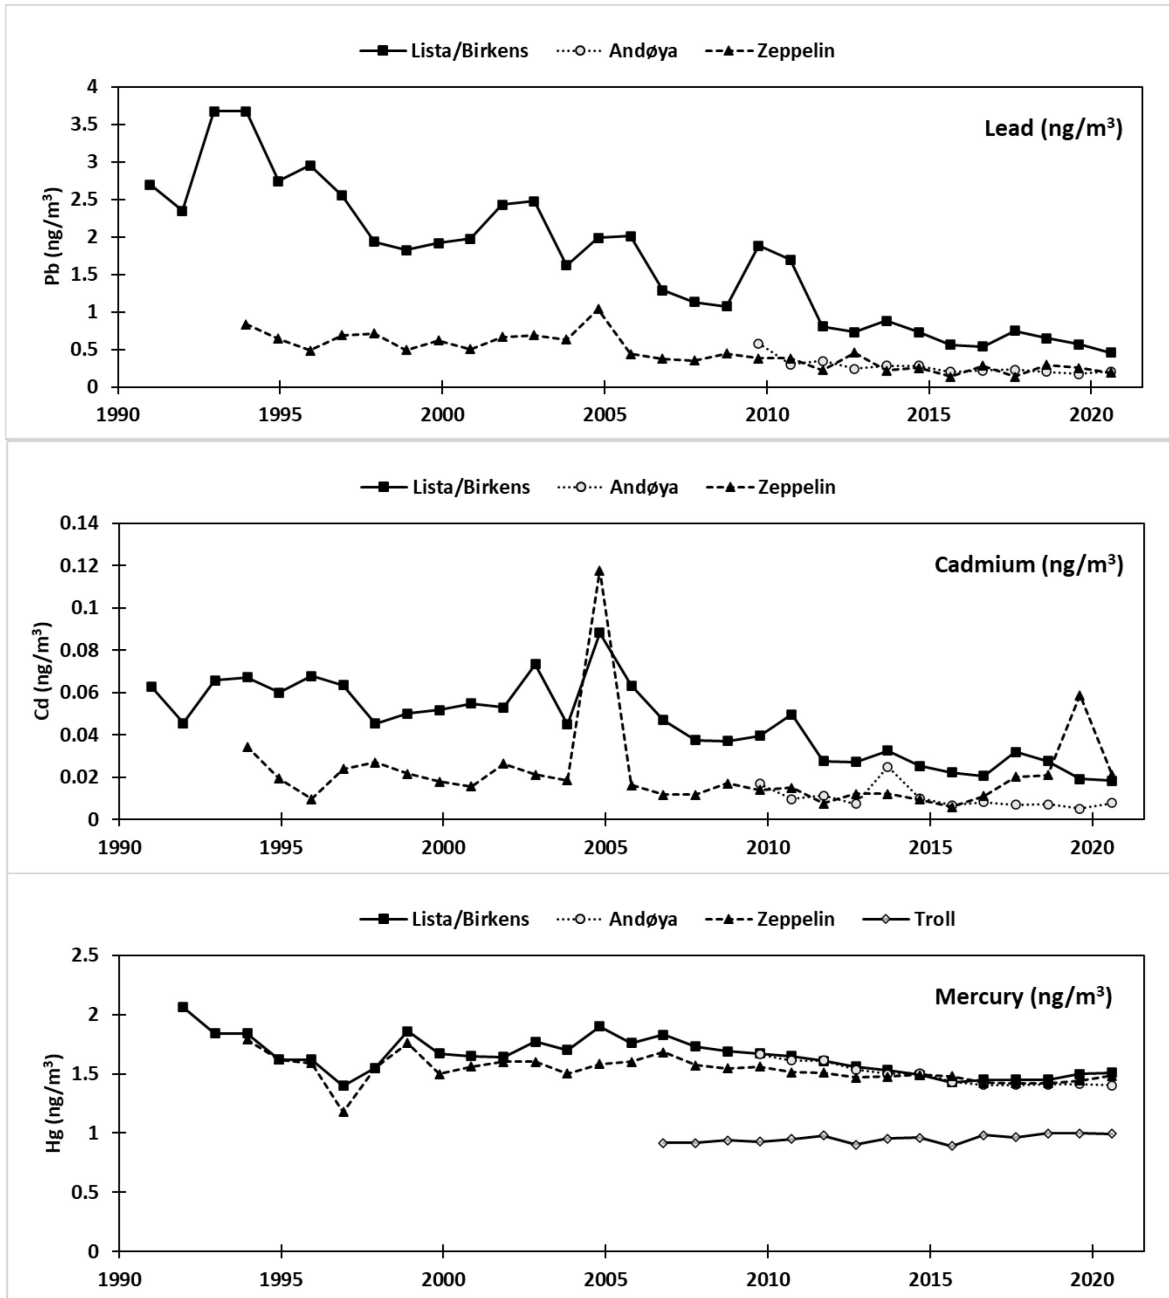 Lista/Birkens Andøya Zeppelin
Lead (ng/m³)
Pb (ng/m³)
4
3.5
3
2.5
2
1.5
1
0.5
0
1990 1995 2000 2005 2010 2015 2020
Lista/Birkens Andøya Zeppelin
Cadmium (ng/m³)
Cd (ng/m³)
0.14
0.12
0.1
0.08
0.06
0.04
0.02
0
1990 1995 2000 2005 2010 2015 2020
Lista/Birkens Andøya Zeppelin Troll
Mercury (ng/m³)
Hg (ng/m³)
2.5
2
1.5
1
0.5
0
1990 1995 2000 2005 2010 2015 2020